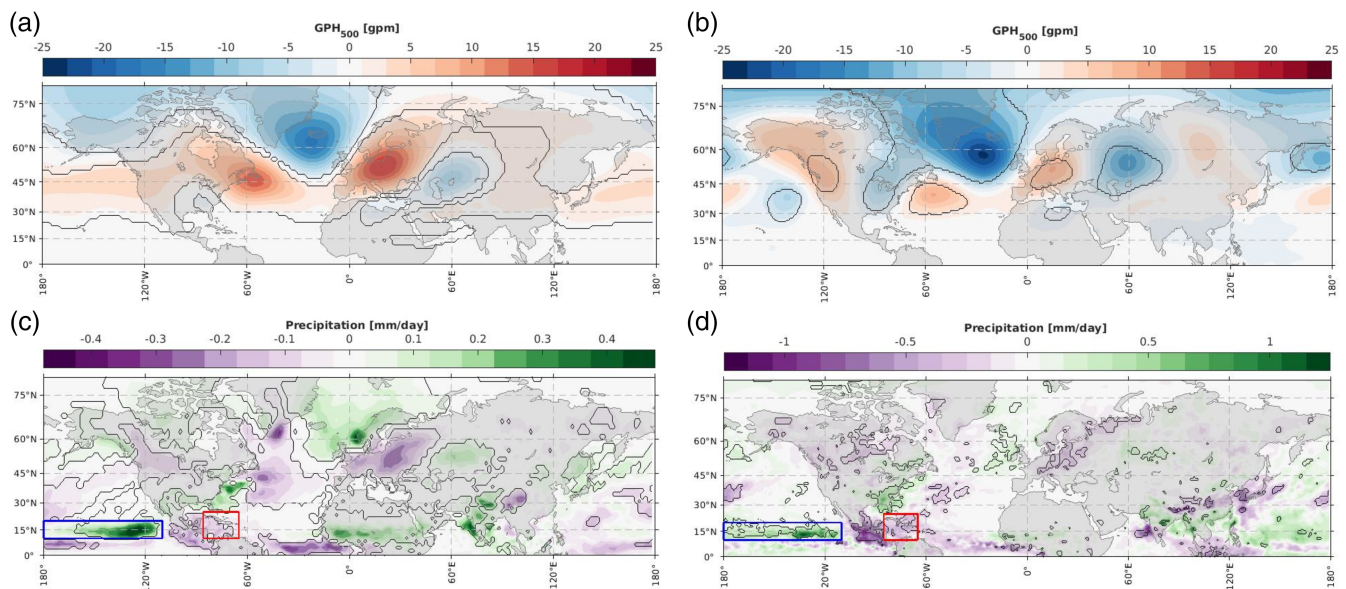 (a)
GPH500 [gpm]
-25 -20 -15 -10 -5 0 5 10 15 20 25
75°N
60°N
45°N
30°N
15°N
0°
180° 120°W 60°W 0° 60°E 120°E 180°
(b)
GPH500 [gpm]
-25 -20 -15 -10 -5 0 5 10 15 20 25
75°N
60°N
45°N
30°N
15°N
0°
180° 120°W 60°W 0° 60°E 120°E 180°
(c)
Precipitation [mm/day]
-0.4 -0.3 -0.2 -0.1 0 0.1 0.2 0.3 0.4
75°N
60°N
45°N
30°N
15°N
0°
180° 120°W 60°W 0° 60°E 120°E 180°
(d)
Precipitation [mm/day]
-1 -0.5 0 0.5 1
75°N
60°N
45°N
30°N
15°N
0°
180° 20°W 60°W 0° 60°E 120°E 180°